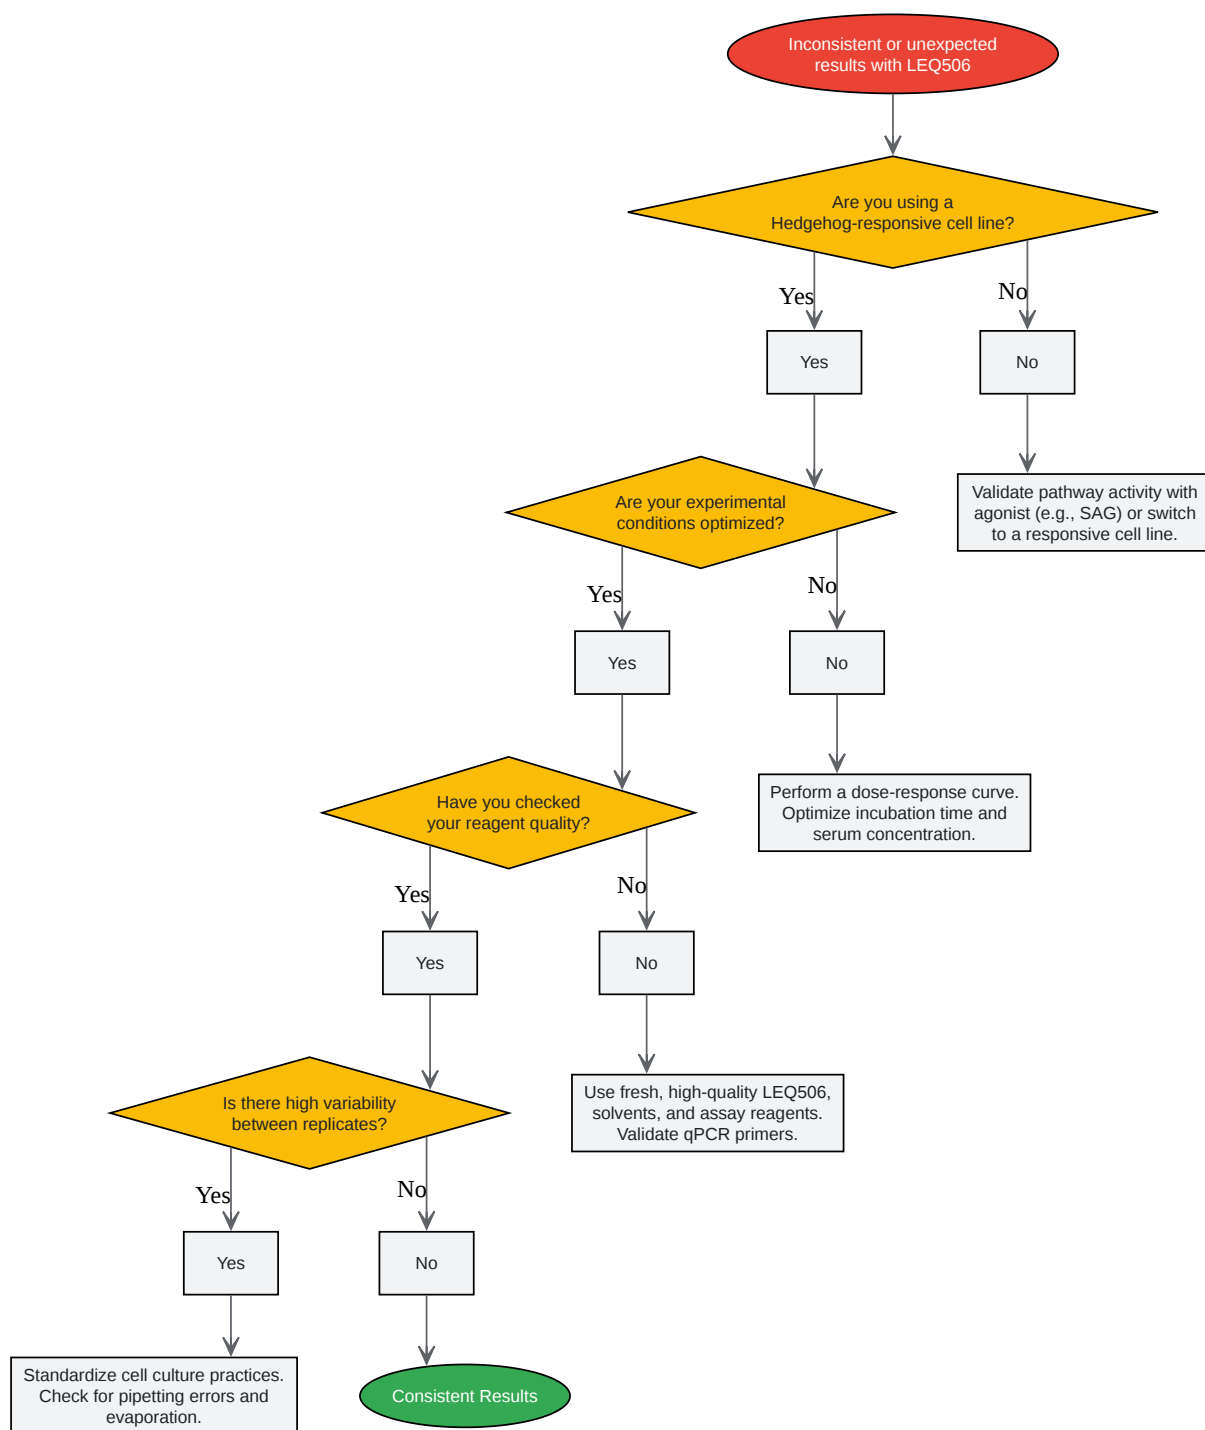 Inconsistent or unexpected
results with LEQ506
Are you using a
Hedgehog-responsive cell line?
Yes
No
Yes
No
Validate pathway activity with
agonist (e.g., SAG) or switch
to a responsive cell line.
Are your experimental
conditions optimized?
Yes
No
Yes
No
Perform a dose-response curve.
Optimize incubation time and
serum concentration.
Have you checked
your reagent quality?
Yes
No
Yes
No
Use fresh, high-quality LEQ506,
solvents, and assay reagents.
Validate qPCR primers.
Is there high variability
between replicates?
Yes
No
Yes
No
Standardize cell culture practices.
Check for pipetting errors and
evaporation.
Consistent Results